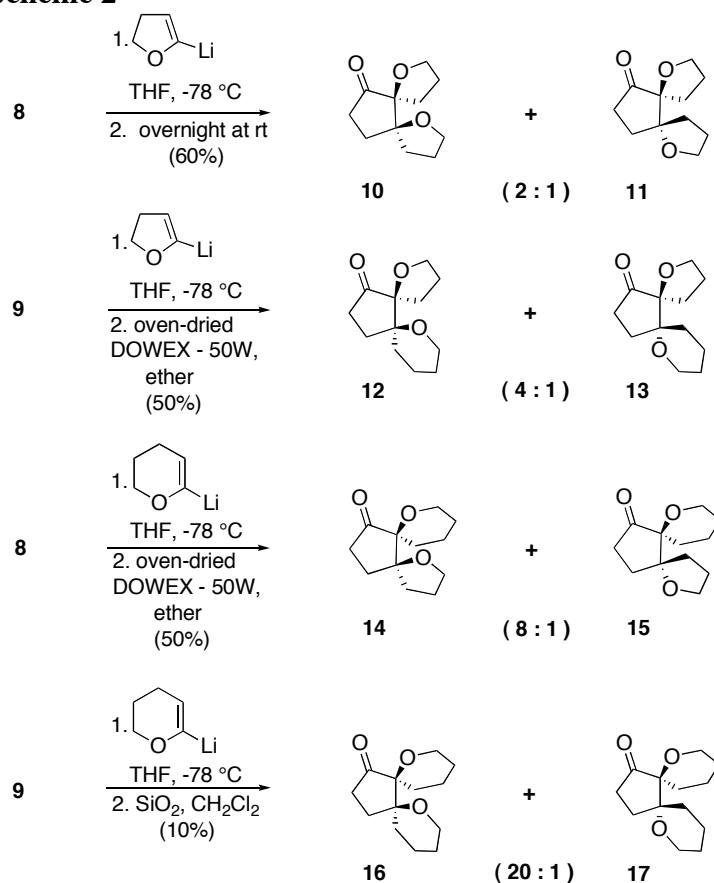 Scheme 2
1.
O
Li
THF, -78 °C
8
2. overnight at rt
(60%)
O
O
O
10
+
( 2 : 1 )
O
O
O
11
1.
O
Li
THF, -78 °C
9
2. oven-dried
DOWEX - 50W,
ether
(50%)
O
O
O
12
+
( 4 : 1 )
O
O
O
13
1.
O
Li
THF, -78 °C
8
2. oven-dried
DOWEX - 50W,
ether
(50%)
O
O
O
14
+
( 8 : 1 )
O
O
O
15
1.
O
Li
THF, -78 °C
9
2. SiO2, CH2Cl2
(10%)
O
O
O
16
+
( 20 : 1 )
O
O
O
17